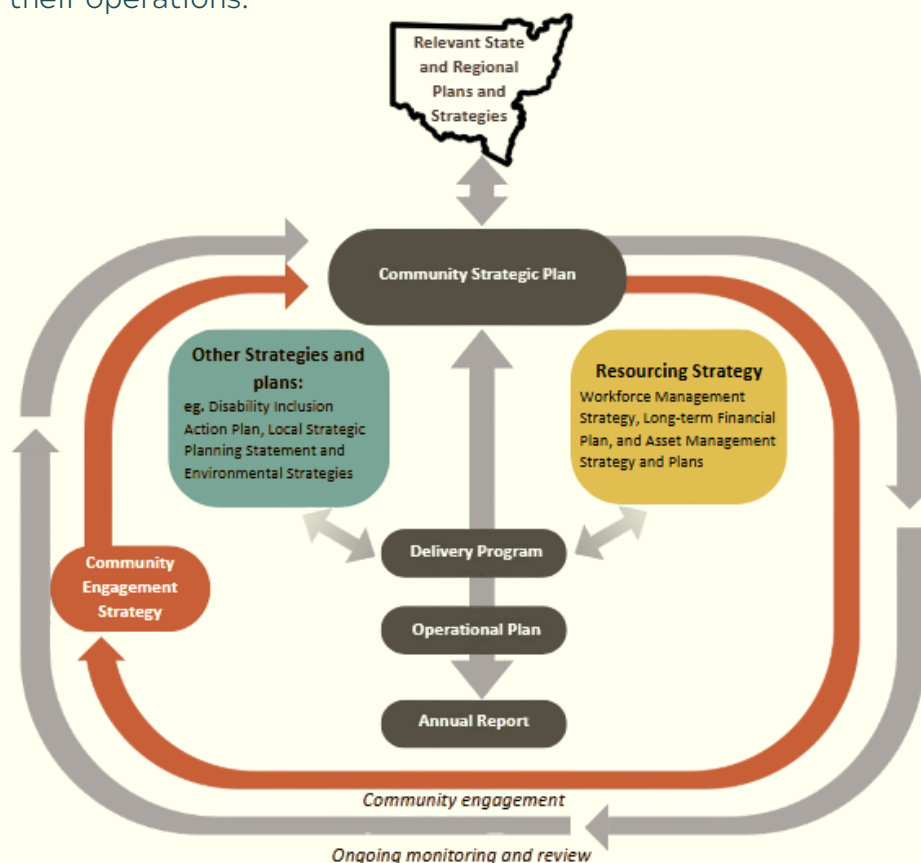 their operations.
Relevant State
and Regional
Plans and
Strategies
Community Strategic Plan
Other Strategies and
plans:
eg. Disability Inclusion
Action Plan, Local Strategic
Planning Statement and
Environmental Strategies
Resourcing Strategy
Workforce Management
Strategy, Long-term Financial
Plan, and Asset Management
Strategy and Plans
Delivery Program
Community
Engagement
Strategy
Operational Plan
Annual Report
Community engagement
Ongoing monitoring and review